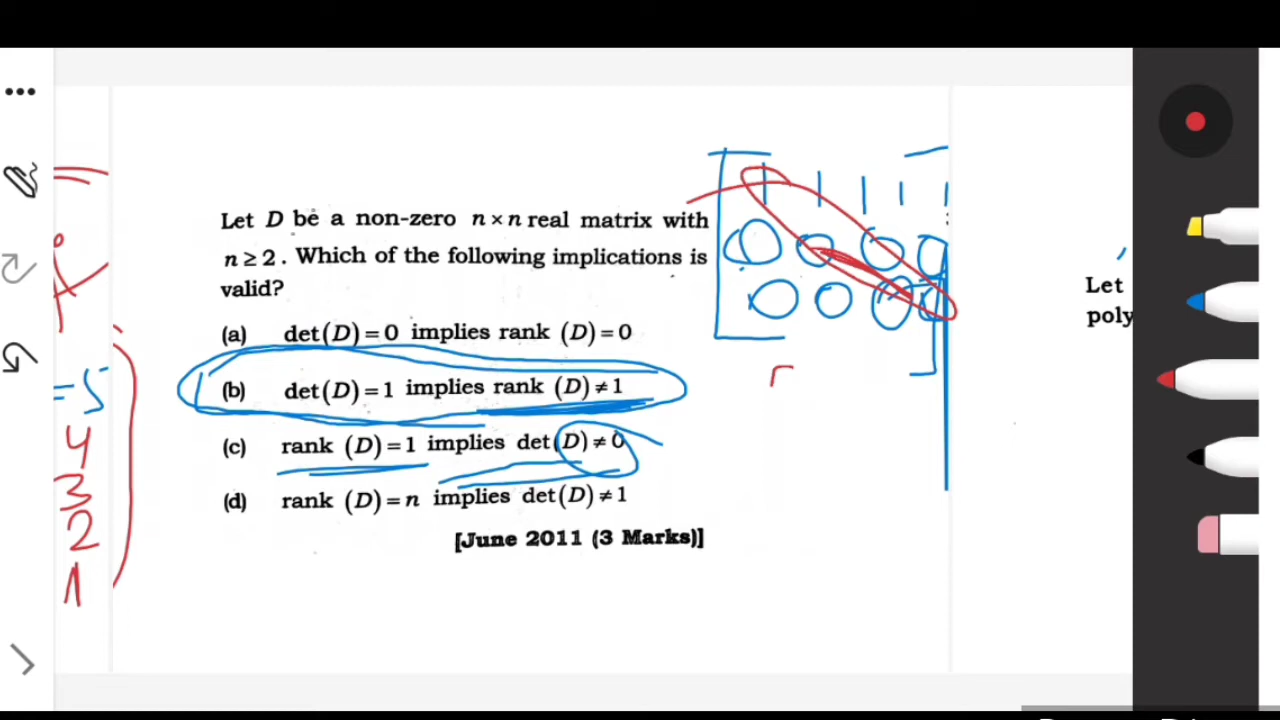 Let D be a non-zero n × n real matrix with
n ≥ 2. Which of the following implications is
valid?
(a) det(D) = 0 implies rank (D) = 0
(b) det(D) = 1 implies rank (D) ≠ 1
(c) rank (D) = 1 implies det(D) ≠ 0
(d) rank (D) = n implies det(D) ≠ 1
[June 2011 (3 Marks)]
-5
4
3
2
1
Let
poly